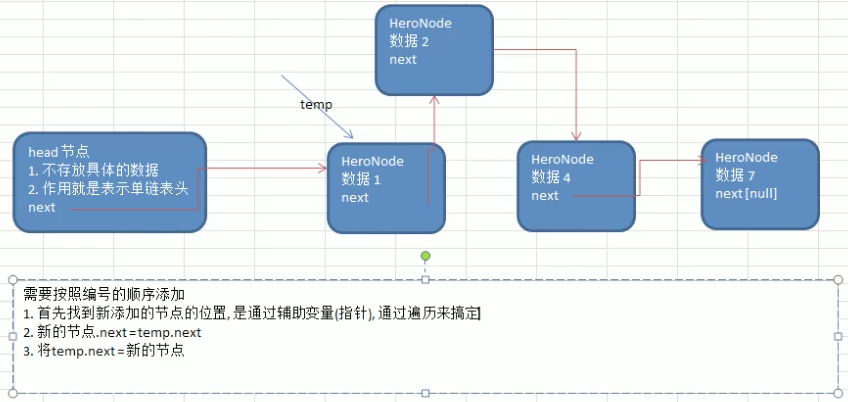 HeroNode
数据 2
next
temp
head 节点
1. 不存放具体的数据
2. 作用就是表示单链表头
next
HeroNode
数据 1
next
HeroNode
数据 4
next
HeroNode
数据 7
next[null]
需要按照编号的顺序添加
1. 首先找到新添加的节点的位置, 是通过辅助变量(指针), 通过遍历来搞定
2. 新的节点.next=temp.next
3. 将temp.next=新的节点